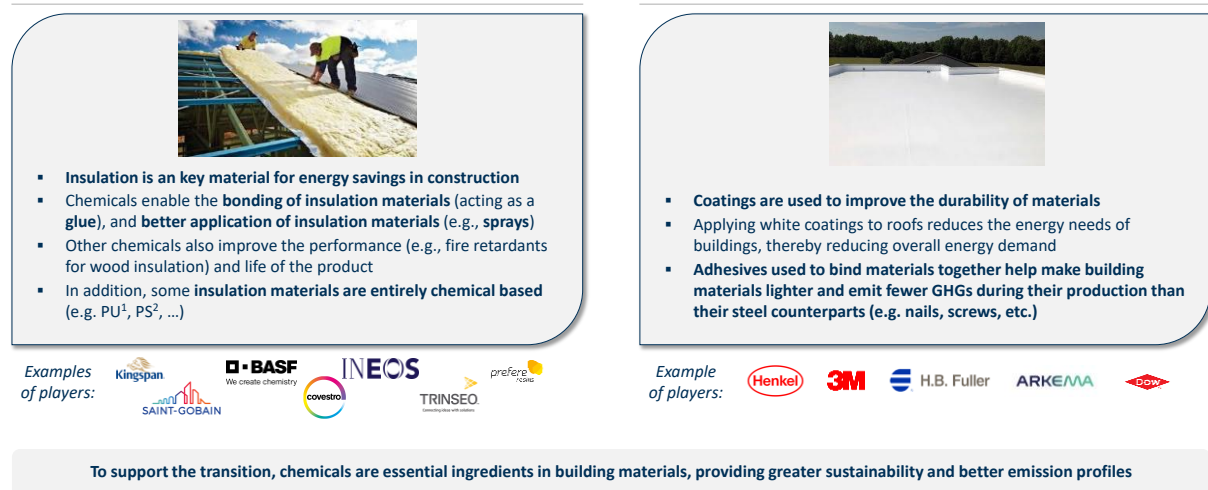 ▪ Insulation is an key material for energy savings in construction
▪ Chemicals enable the bonding of insulation materials (acting as a
glue), and better application of insulation materials (e.g., sprays)
▪ Other chemicals also improve the performance (e.g., fire retardants
for wood insulation) and life of the product
▪ In addition, some insulation materials are entirely chemical based
(e.g. PU¹, PS², …)
Examples
of players:
Kingspan
SAINT-GOBAIN
BASF
We create chemistry
covestro
INEOS
TRINSEO
Connecting ideas with solutions
prefere
resins
▪ Coatings are used to improve the durability of materials
▪ Applying white coatings to roofs reduces the energy needs of
buildings, thereby reducing overall energy demand
▪ Adhesives used to bind materials together help make building
materials lighter and emit fewer GHGs during their production than
their steel counterparts (e.g. nails, screws, etc.)
Example
of players:
Henkel
3M
H.B. Fuller
ARKEMA
Dow
To support the transition, chemicals are essential ingredients in building materials, providing greater sustainability and better emission profiles